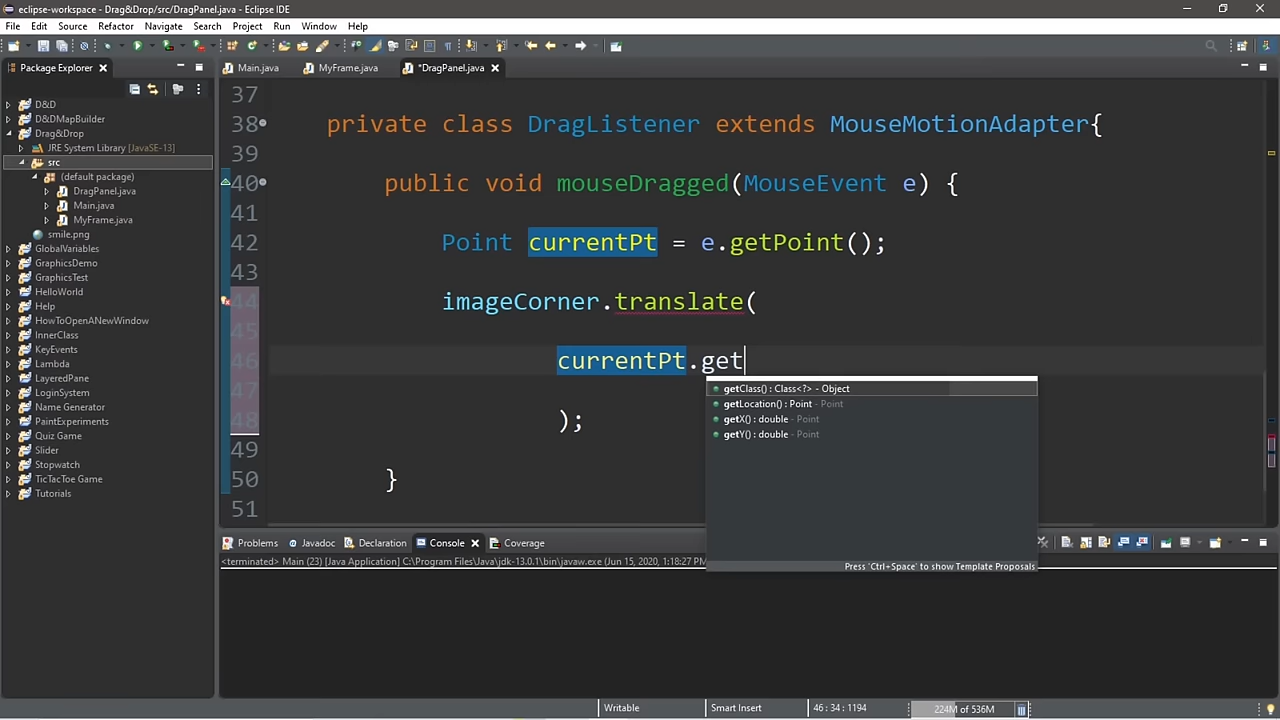 eclipse-workspace - Drag&Drop/src/DragPanel.java - Eclipse IDE
File Edit Source Refactor Navigate Search Project Run Window Help
Package Explorer
Main.java MyFrame.java *DragPanel.java
D&D
D&DMapBuilder
Drag&Drop
JRE System Library [JavaSE-13]
src
(default package)
DragPanel.java
Main.java
MyFrame.java
smile.png
GlobalVariables
GraphicsDemo
GraphicsTest
HelloWorld
Help
HowToOpenANewWindow
InnerClass
KeyEvents
Lambda
LayeredPane
LoginSystem
Name Generator
PaintExperiments
Quiz Game
Slider
Stopwatch
TicTacToe Game
Tutorials
37
38 private class DragListener extends MouseMotionAdapter{
39
40 public void mouseDragged(MouseEvent e) {
41
42 Point currentPt = e.getPoint();
43
44 imageCorner.translate(
45
46 currentPt.get
47
48 );
49
50 }
51
getClass() : Class<?> - Object
getLocation() : Point - Point
getX() : double - Point
getY() : double - Point
Press 'Ctrl+Space' to show Template Proposals
Problems Javadoc Declaration Console Coverage
<terminated> Main (23) [Java Application] C:\Program Files\Java\jdk-13.0.1\bin\javaw.exe (Jun 15, 2020, 1:18:27 PM
Writable Smart Insert 46 : 34 : 1194 224M of 536M